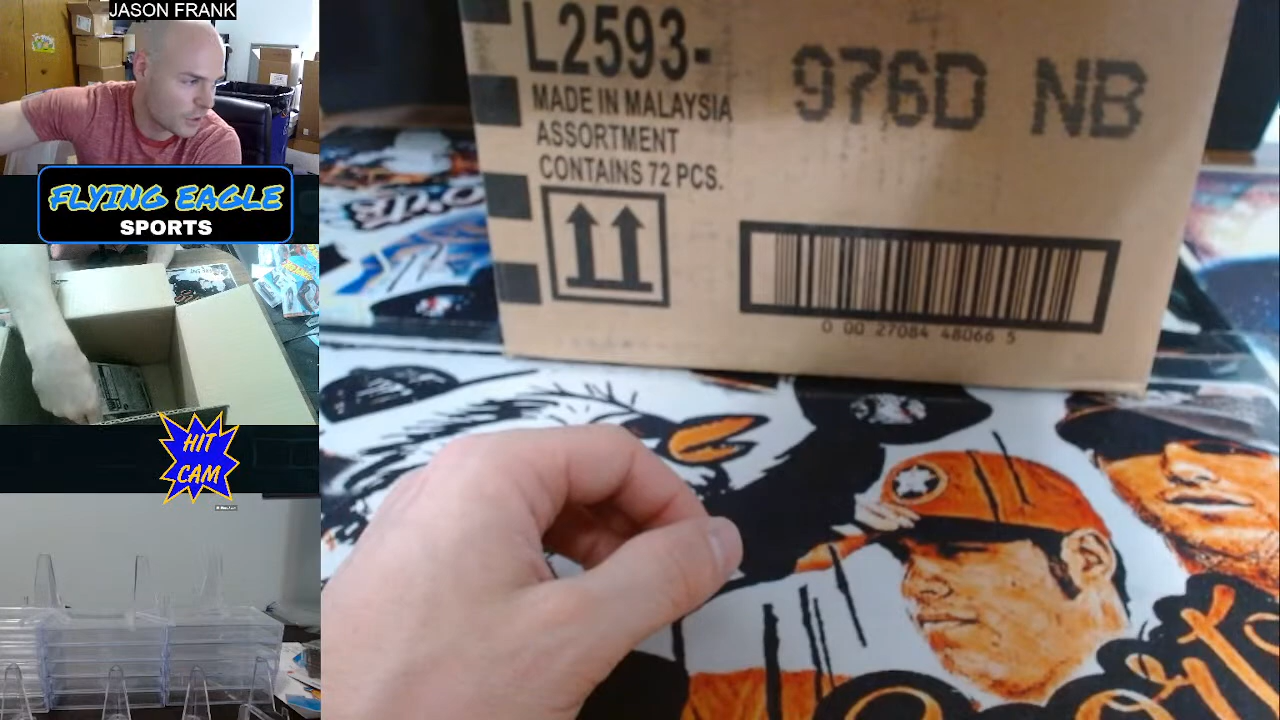 JASON FRANK
FLYING EAGLE
SPORTS
HIT
CAM
L2593-
976D NB
MADE IN MALAYSIA
ASSORTMENT
CONTAINS 72 PCS.
0 00 27084 48066 5